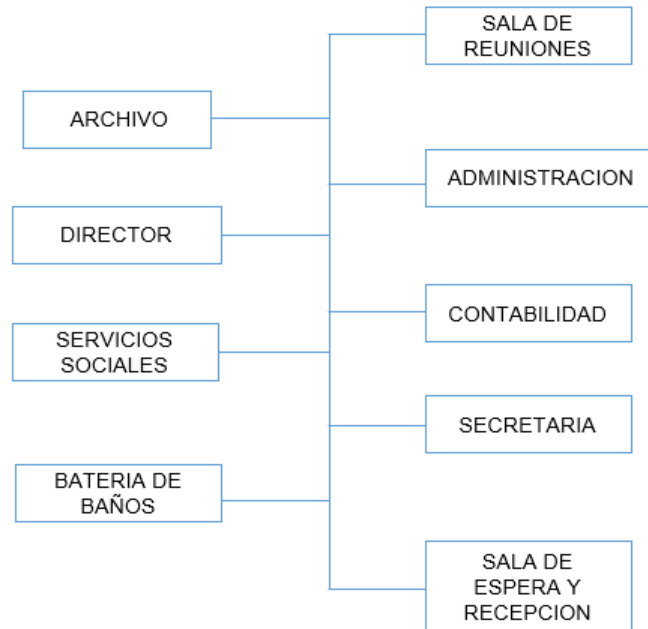 SALA DE
REUNIONES
ARCHIVO
ADMINISTRACION
DIRECTOR
CONTABILIDAD
SERVICIOS
SOCIALES
SECRETARIA
BATERIA DE
BAÑOS
SALA DE
ESPERA Y
RECEPCION